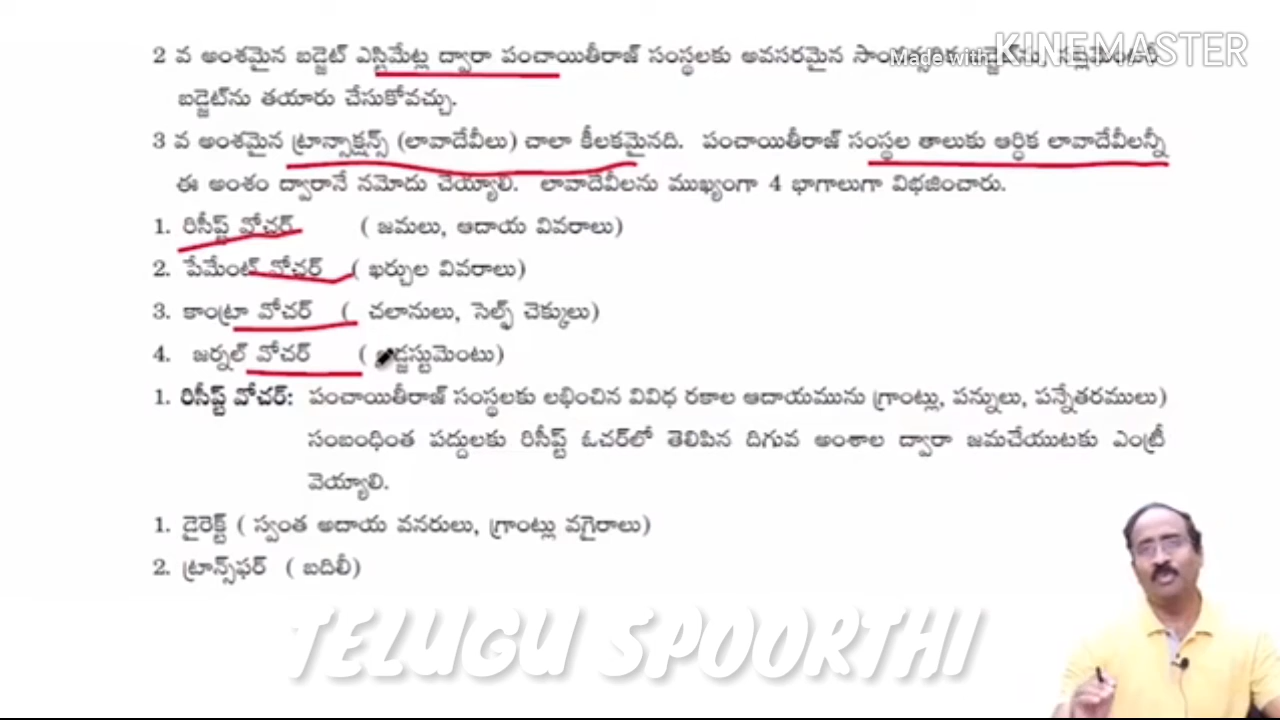 2 వ అంశమైన బడ్జెట్ ఎస్టిమేట్ల ద్వారా పంచాయితీరాజ్ సంస్థలకు అవసరమైన
Made with KINEMASTER
బడ్జెట్‌ను తయారు చేసుకోవచ్చు.
3 వ అంశమైన ట్రాన్సాక్షన్స్ (లావాదేవీలు) చాలా కీలకమైనది. పంచాయితీరాజ్ సంస్థల తాలుకు ఆర్ధిక లావాదేవీలన్నీ
ఈ అంశం ద్వారానే నమోదు చెయ్యాలి. లావాదేవీలను ముఖ్యంగా 4 భాగాలుగా విభజించారు.
1. రిసీప్ట్ వోచర్ ( జమలు, ఆదాయ వివరాలు)
2. పేమేంట్ వోచర్ ( ఖర్చుల వివరాలు)
3. కాంట్రా వోచర్ ( చలానులు, సెల్ఫ్ చెక్కులు)
4. జర్నల్ వోచర్ (
1. రిసీప్ట్ వోచర్: పంచాయితీరాజ్ సంస్థలకు లభించిన వివిధ రకాల ఆదాయమును గ్రాంట్లు, పన్నులు, పన్నేతరములు)
సంబంధింత పద్దులకు రిసీప్ట్ ఓచర్‌లో తెలిపిన దిగువ అంశాల ద్వారా జమచేయుటకు ఎంట్రీ
వెయ్యాలి.
1. డైరెక్ట్ ( స్వంత అదాయ వనరులు, గ్రాంట్లు వగైరాలు)
2. ట్రాన్స్‌ఫర్ ( బదిలీ)
TELUGU SPOORTHI